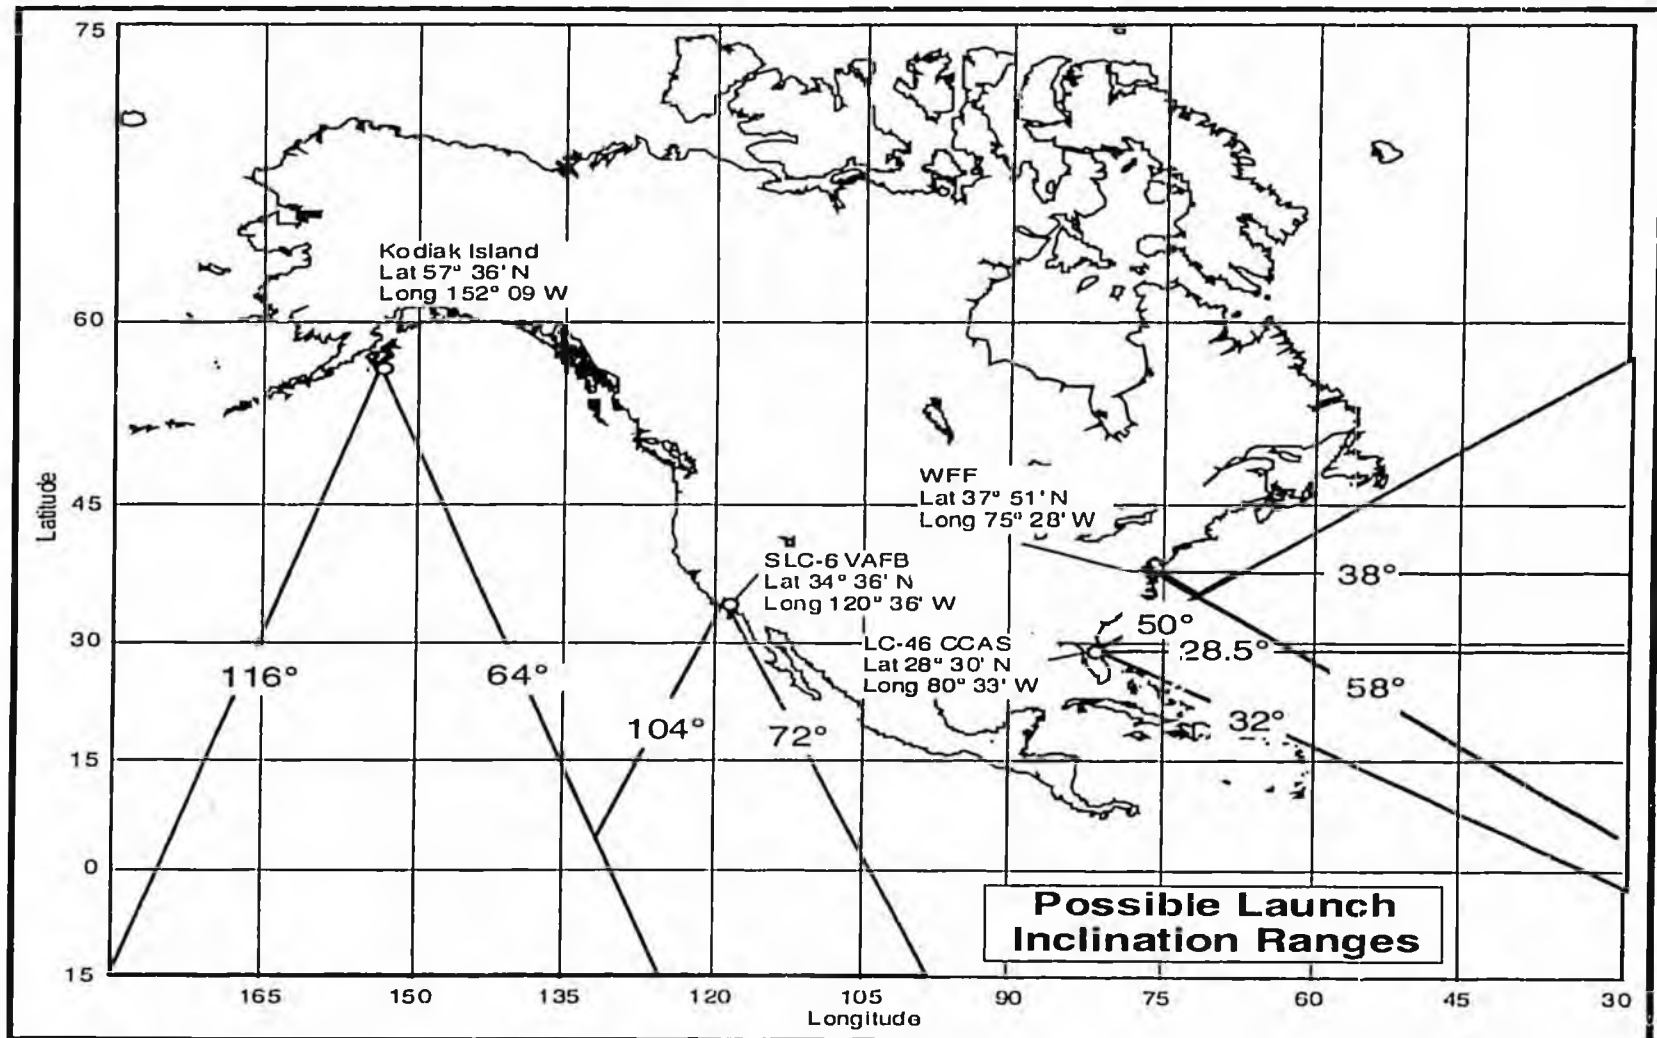 75
Kodiak Island
Lat 57° 36' N
Long 152° 09 W
60
WFF
Lat 37° 51' N
Long 75° 28' W
45
Latitude
SLC-6 VAFB
Lat 34° 36' N
Long 120° 36' W
38°
50°
30
LC-46 CCAS
Lat 28° 30' N
Long 80° 33' W
28.5°
116°
64°
58°
104°
72°
32°
15
0
Possible Launch
Inclination Ranges
15
165
150
135
120
105
90
75
60
45
30
Longitude